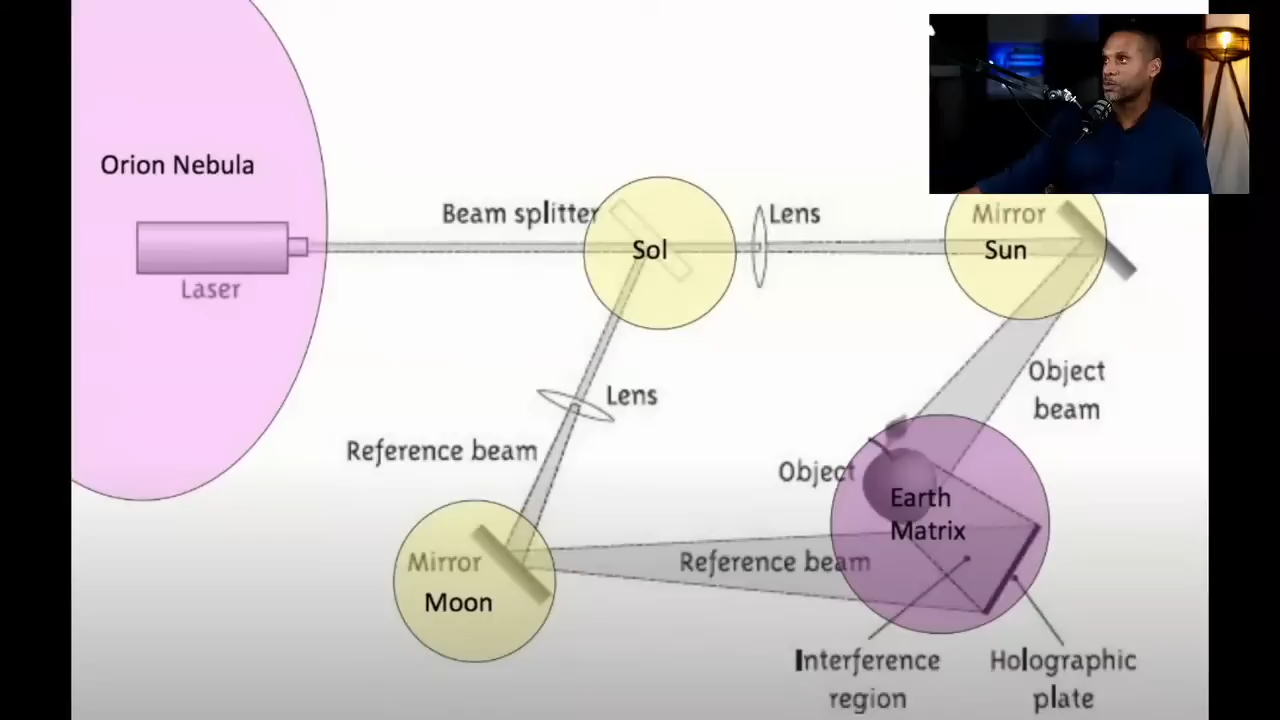 Orion Nebula
Laser
Beam splitter
Sol
Lens
Mirror
Sun
Object
beam
Lens
Reference beam
Object
Earth
Matrix
Mirror
Moon
Reference beam
Interference
region
Holographic
plate